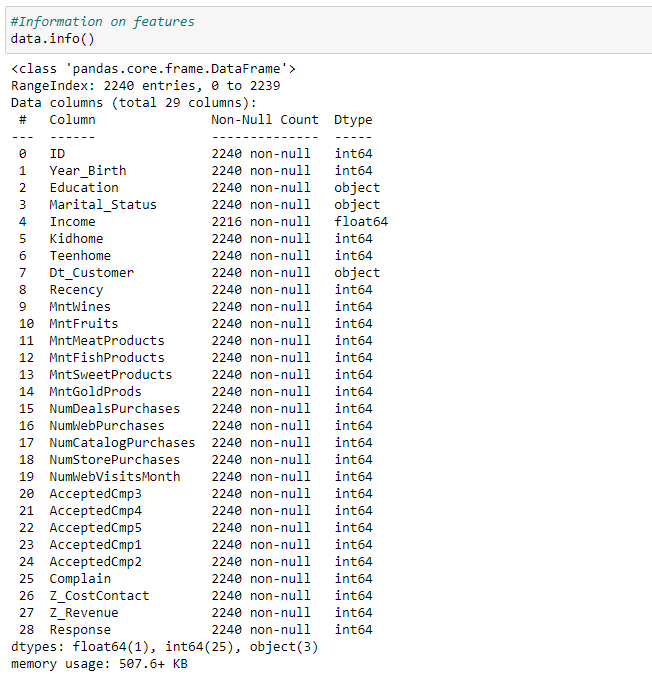 #Information on features
data.info()
<class 'pandas.core.frame.DataFrame'>
RangeIndex: 2240 entries, 0 to 2239
Data columns (total 29 columns):
 #   Column               Non-Null Count  Dtype
---  ------               --------------  -----
 0   ID                   2240 non-null   int64
 1   Year_Birth           2240 non-null   int64
 2   Education            2240 non-null   object
 3   Marital_Status       2240 non-null   object
 4   Income               2216 non-null   float64
 5   Kidhome              2240 non-null   int64
 6   Teenhome             2240 non-null   int64
 7   Dt_Customer          2240 non-null   object
 8   Recency              2240 non-null   int64
 9   MntWines             2240 non-null   int64
 10  MntFruits            2240 non-null   int64
 11  MntMeatProducts      2240 non-null   int64
 12  MntFishProducts      2240 non-null   int64
 13  MntSweetProducts     2240 non-null   int64
 14  MntGoldProds         2240 non-null   int64
 15  NumDealsPurchases    2240 non-null   int64
 16  NumWebPurchases      2240 non-null   int64
 17  NumCatalogPurchases  2240 non-null   int64
 18  NumStorePurchases    2240 non-null   int64
 19  NumWebVisitsMonth    2240 non-null   int64
 20  AcceptedCmp3         2240 non-null   int64
 21  AcceptedCmp4         2240 non-null   int64
 22  AcceptedCmp5         2240 non-null   int64
 23  AcceptedCmp1         2240 non-null   int64
 24  AcceptedCmp2         2240 non-null   int64
 25  Complain             2240 non-null   int64
 26  Z_CostContact        2240 non-null   int64
 27  Z_Revenue            2240 non-null   int64
 28  Response             2240 non-null   int64
dtypes: float64(1), int64(25), object(3)
memory usage: 507.6+ KB